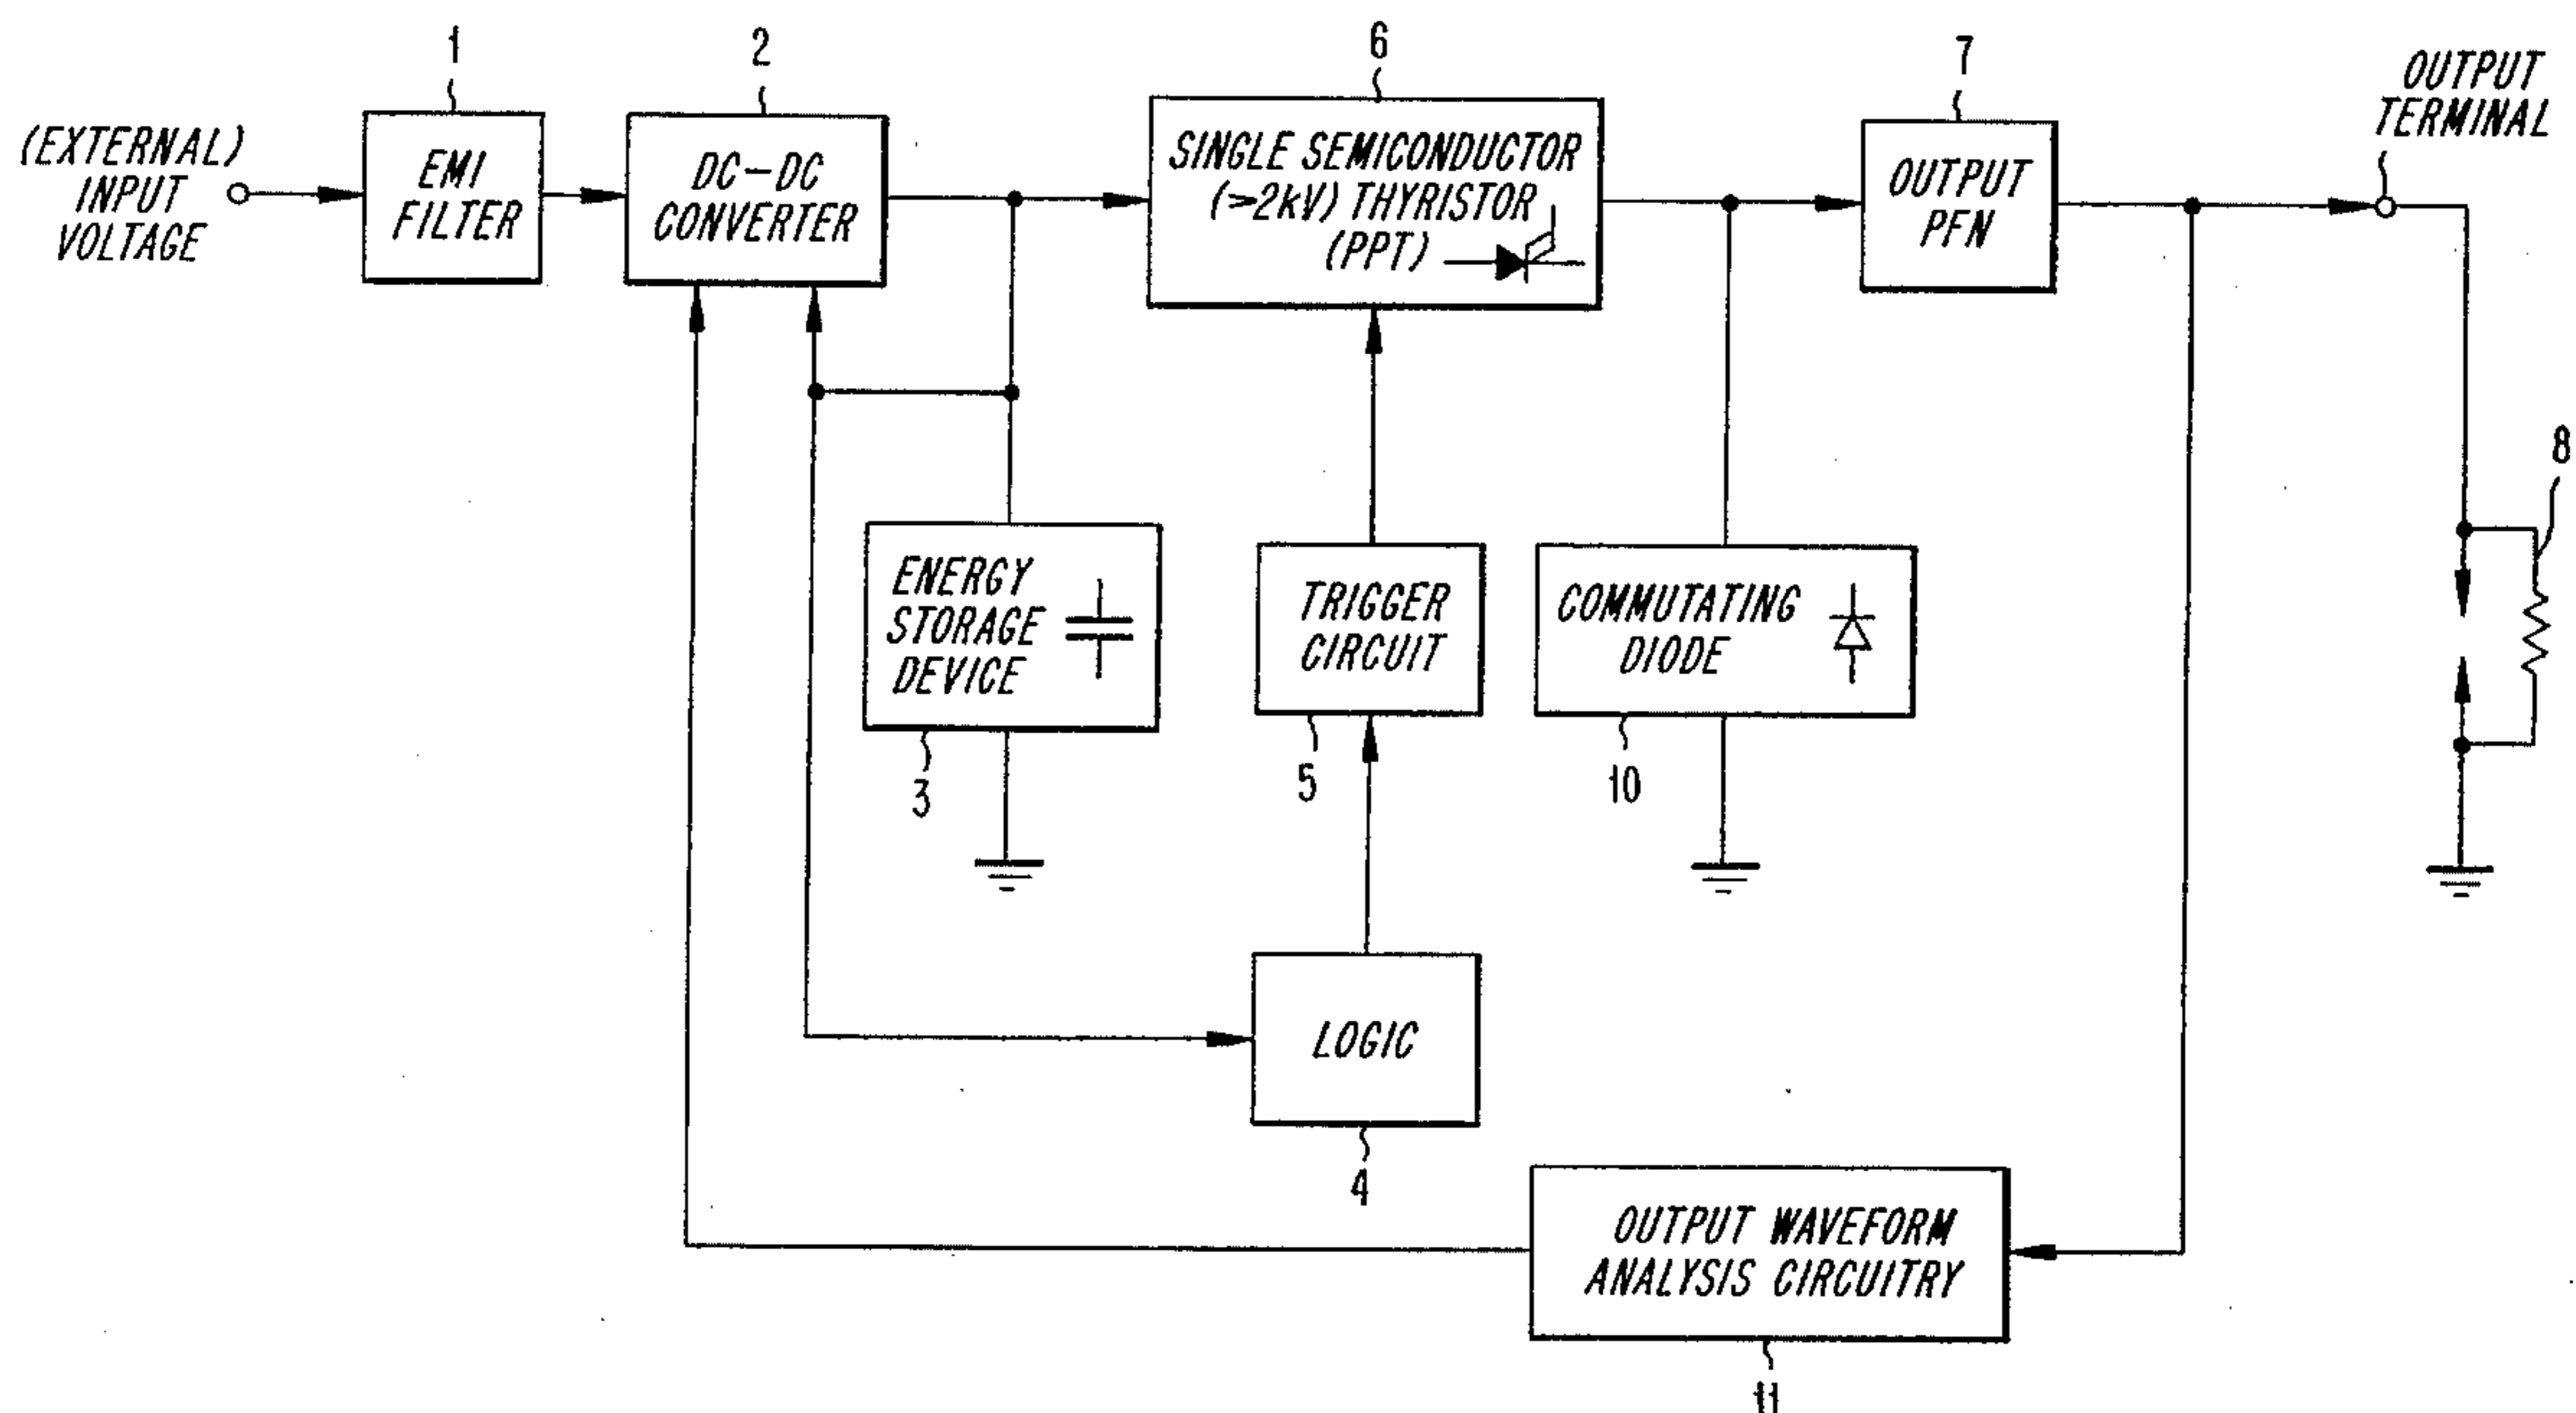 1
2
6
7
OUTPUT
TERMINAL
(EXTERNAL)
INPUT
VOLTAGE
EMI
FILTER
DC-DC
CONVERTER
SINGLE SEMICONDUCTOR
(>2kV) THYRISTOR
(PPT)
OUTPUT
PFN
8
ENERGY
STORAGE
DEVICE
3
TRIGGER
CIRCUIT
5
COMMUTATING
DIODE
10
LOGIC
4
OUTPUT WAVEFORM
ANALYSIS CIRCUITRY
11